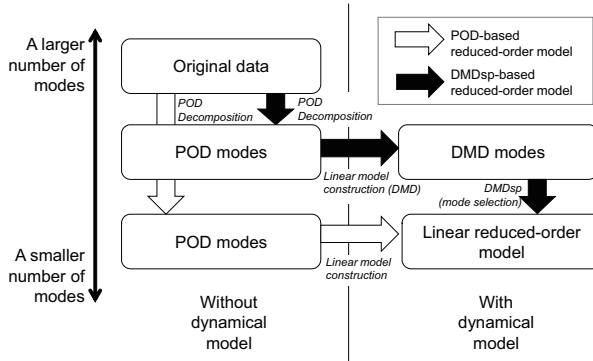 A larger
number of
modes
Original data
POD-based
reduced-order model
DMDsp-based
reduced-order model
POD
Decomposition
POD
Decomposition
POD modes
Linear model
construction (DMD)
DMD modes
DMDsp
(mode selection)
POD modes
Linear model
construction
Linear reduced-order
model
A smaller
number of
modes
Without
dynamical
model
With
dynamical
model